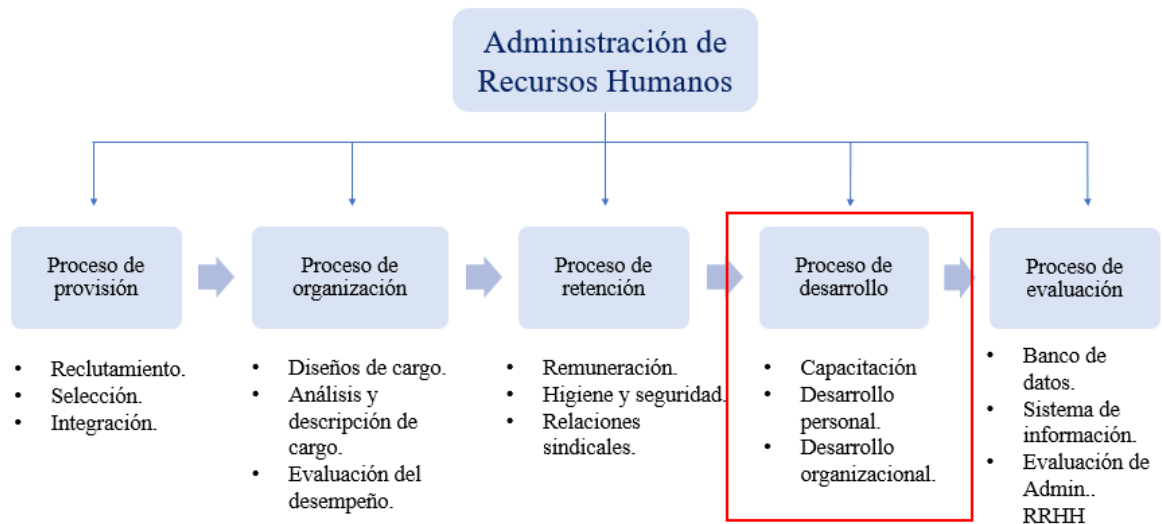 Administración de
Recursos Humanos
Proceso de
provisión
Proceso de
organización
Proceso de
retención
Proceso de
desarrollo
Proceso de
evaluación
• Reclutamiento.
• Selección.
• Integración.
• Diseños de cargo.
• Análisis y
descripción de
cargo.
• Evaluación del
desempeño.
• Remuneración.
• Higiene y seguridad.
• Relaciones
sindicales.
• Capacitación
• Desarrollo
personal.
• Desarrollo
organizacional.
• Banco de
datos.
• Sistema de
información.
• Evaluación de
Admin..
RRHH